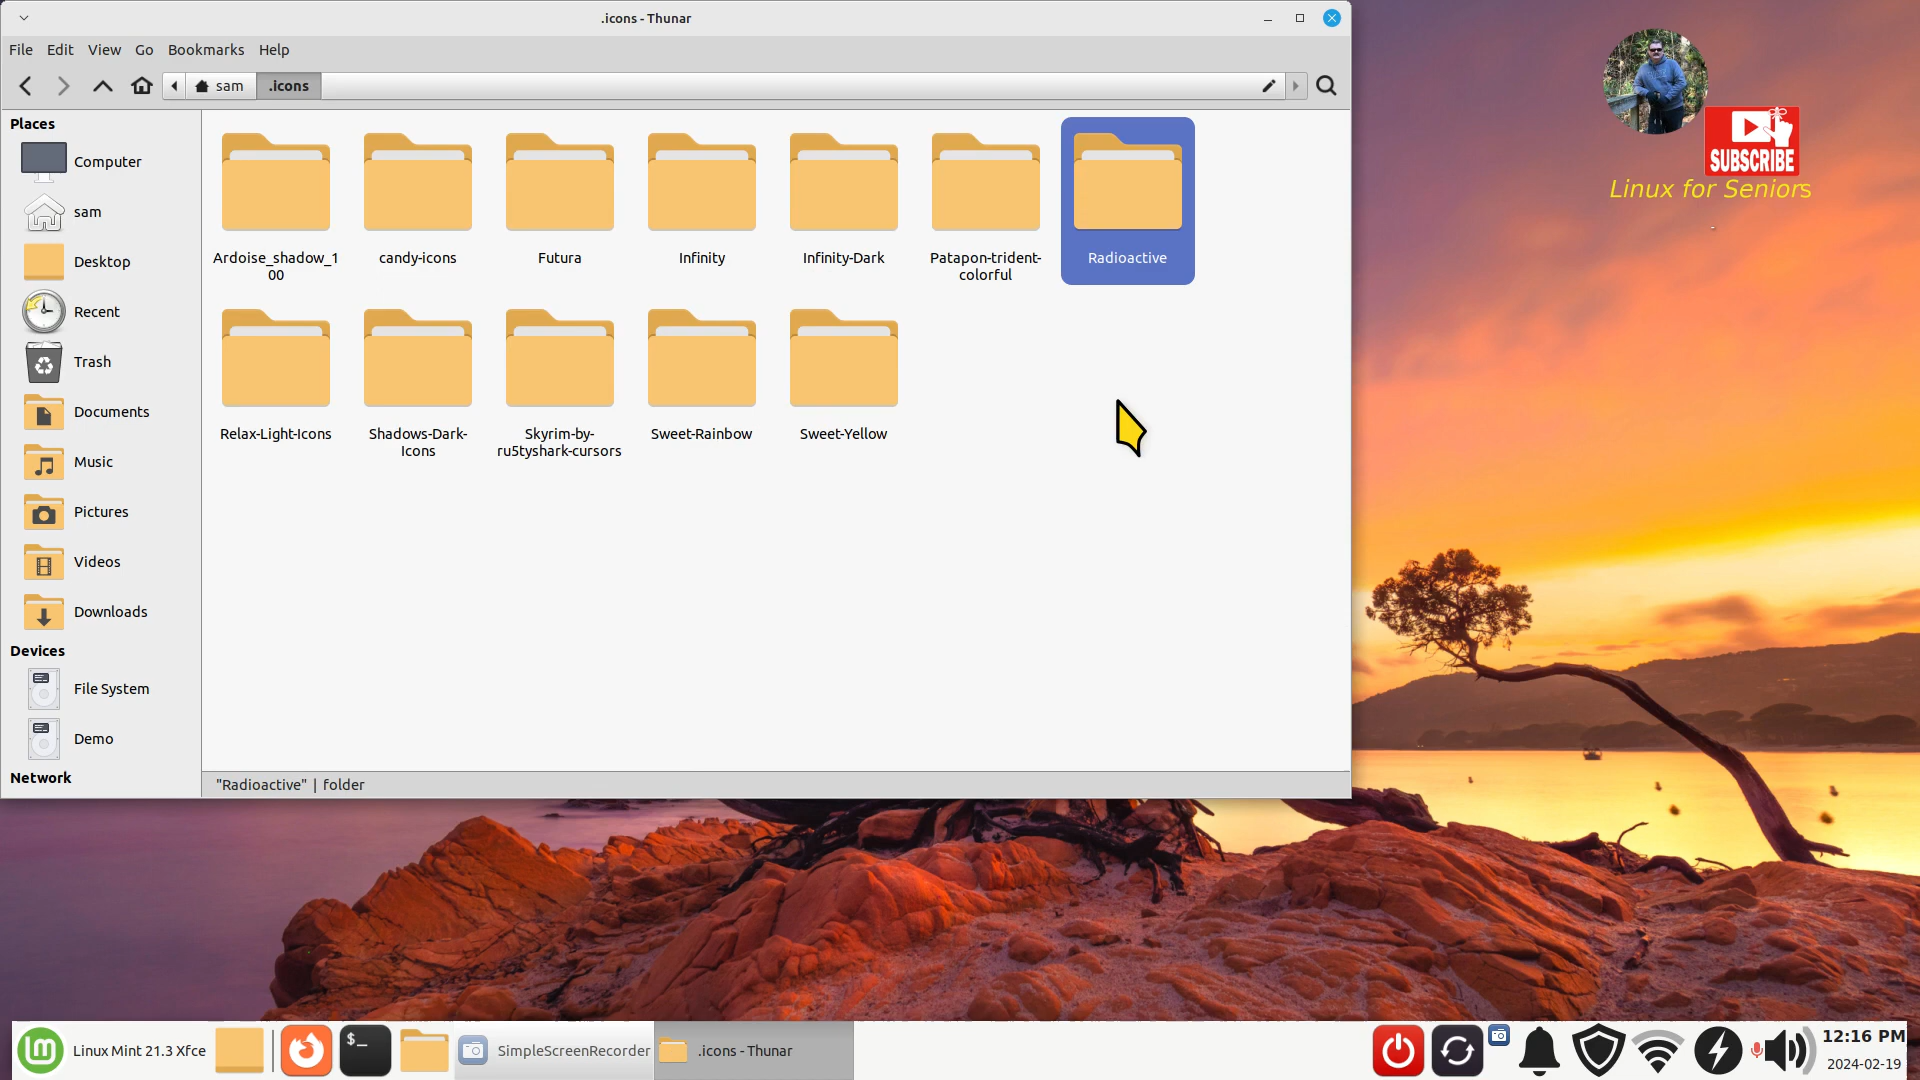 .icons - Thunar
File Edit View Go Bookmarks Help
sam .icons
Places
Computer
sam
Desktop
Recent
Trash
Documents
Music
Pictures
Videos
Downloads
Devices
File System
Demo
Network
Ardoise_shadow_1
00
candy-icons
Futura
Infinity
Infinity-Dark
Patapon-trident-
colorful
Radioactive
Relax-Light-Icons
Shadows-Dark-
Icons
Skyrim-by-
ru5tyshark-cursors
Sweet-Rainbow
Sweet-Yellow
"Radioactive" | folder
SUBSCRIBE
Linux for Seniors
-
lm
Linux Mint 21.3 Xfce
$_
SimpleScreenRecorder
.icons - Thunar
12:16 PM
2024-02-19